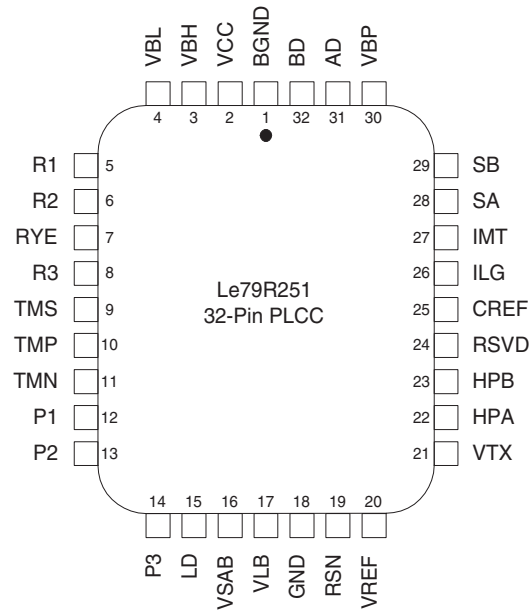 VBL VBH VCC BGND BD AD VBP
4 3 2 1 32 31 30
R1 5 29 SB
R2 6 28 SA
RYE 7 27 IMT
R3 8 26 ILG
TMS 9 25 CREF
TMP 10 24 RSVD
TMN 11 23 HPB
P1 12 22 HPA
P2 13 21 VTX
Le79R251
32-Pin PLCC
14 15 16 17 18 19 20
P3 LD VSAB VLB GND RSN VREF